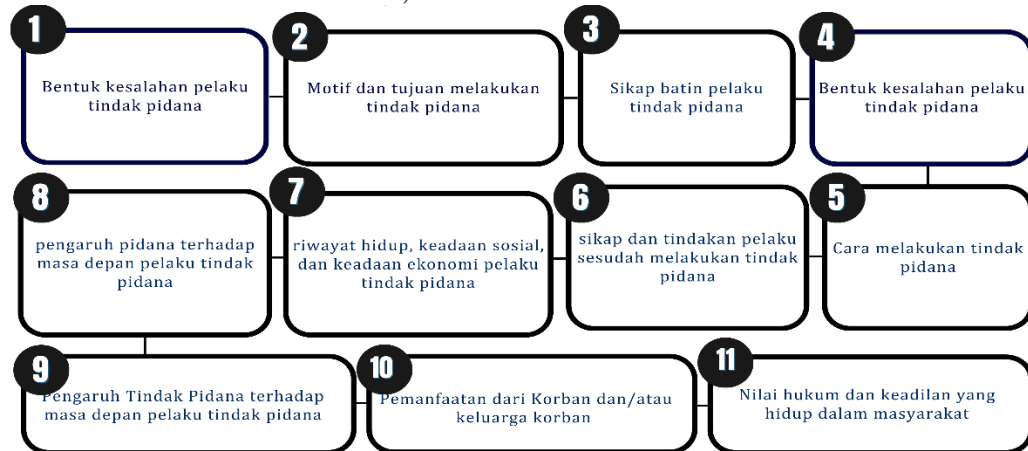 1
Bentuk kesalahan pelaku
tindak pidana
2
Motif dan tujuan melakukan
tindak pidana
3
Sikap batin pelaku
tindak pidana
4
Bentuk kesalahan pelaku
tindak pidana
5
Cara melakukan tindak
pidana
6
sikap dan tindakan pelaku
sesudah melakukan tindak
pidana
7
riwayat hidup, keadaan sosial,
dan keadaan ekonomi pelaku
tindak pidana
8
pengaruh pidana terhadap
masa depan pelaku tindak
pidana
9
Pengaruh Tindak Pidana terhadap
masa depan pelaku tindak pidana
10
Pemanfaatan dari Korban dan/atau
keluarga korban
11
Nilai hukum dan keadilan yang
hidup dalam masyarakat